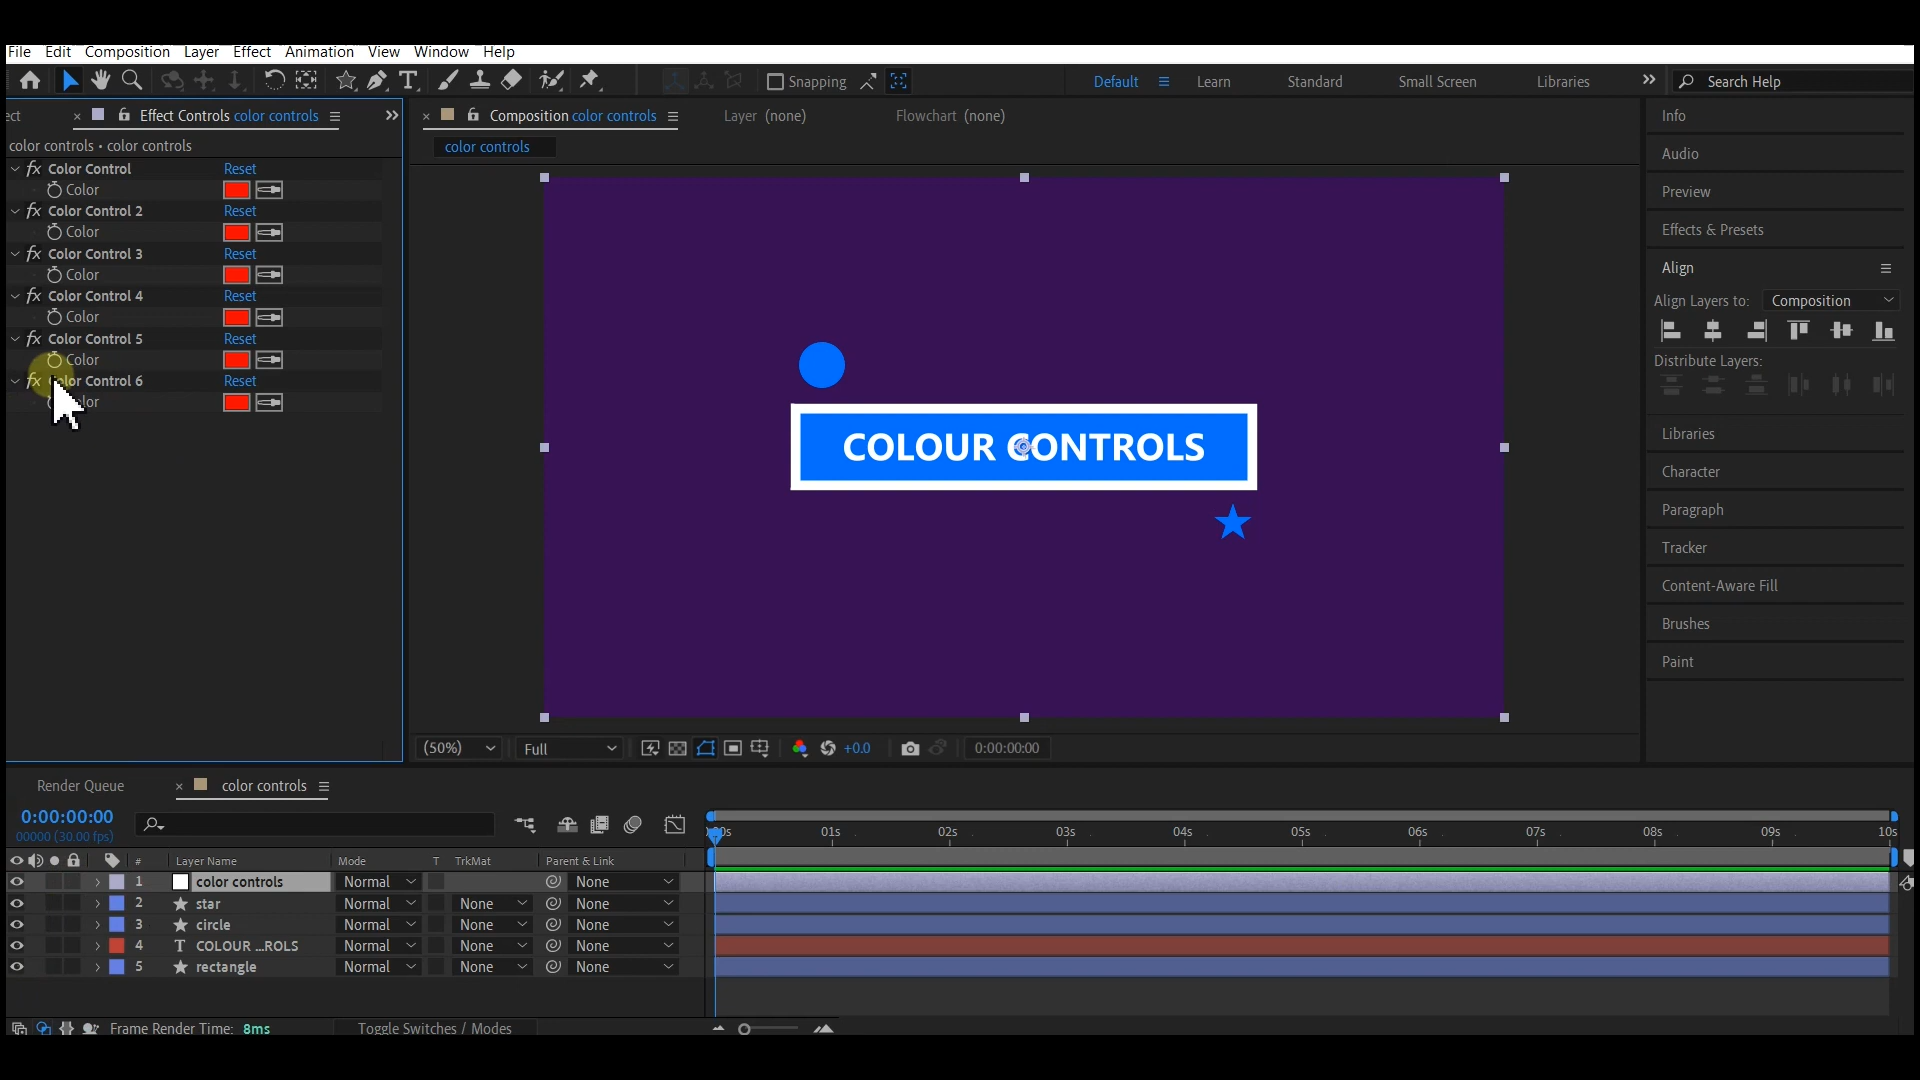 File Edit Composition Layer Effect Animation View Window Help
Snapping Default Learn Standard Small Screen Libraries Search Help
ect Effect Controls color controls
color controls • color controls
Color Control Reset
Color
Color Control 2 Reset
Color
Color Control 3 Reset
Color
Color Control 4 Reset
Color
Color Control 5 Reset
Color
Color Control 6 Reset
Color
Composition color controls Layer (none) Flowchart (none)
color controls
COLOUR CONTROLS
(50%) Full +0.0 0:00:00:00
Info
Audio
Preview
Effects & Presets
Align
Align Layers to: Composition
Distribute Layers:
Libraries
Character
Paragraph
Tracker
Content-Aware Fill
Brushes
Paint
Render Queue color controls
0:00:00:00
00000 (30.00 fps)
01s 02s 03s 04s 05s 06s 07s 08s 09s 10s
# Layer Name Mode T TrkMat Parent & Link
1 color controls Normal None
2 star Normal None None
3 circle Normal None None
4 T COLOUR ...ROLS Normal None None
5 rectangle Normal None None
Frame Render Time: 8ms Toggle Switches / Modes